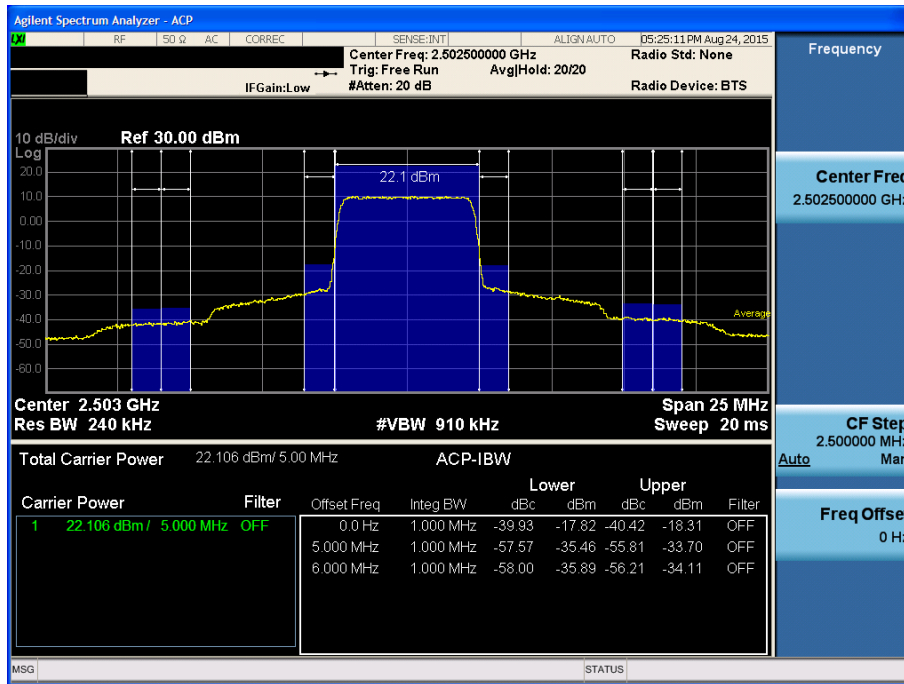 Agilent Spectrum Analyzer - ACP
LXI RF 50 Ω AC CORREC SENSE:INT ALIGN AUTO 05:25:11 PM Aug 24, 2015
Center Freq: 2.502500000 GHz Radio Std: None
Trig: Free Run Avg|Hold: 20/20
IFGain:Low #Atten: 20 dB Radio Device: BTS
10 dB/div Ref 30.00 dBm
Log
20.0
10.0
0.00
-10.0
-20.0
-30.0
-40.0
-50.0
-60.0
22.1 dBm
Average
Center 2.503 GHz Span 25 MHz
Res BW 240 kHz #VBW 910 kHz Sweep 20 ms
Total Carrier Power 22.106 dBm/ 5.00 MHz ACP-IBW
Lower Upper
Carrier Power Filter Offset Freq Integ BW dBc dBm dBc dBm Filter
1 22.106 dBm / 5.000 MHz OFF 0.0 Hz 1.000 MHz -39.93 -17.82 -40.42 -18.31 OFF
5.000 MHz 1.000 MHz -57.57 -35.46 -55.81 -33.70 OFF
6.000 MHz 1.000 MHz -58.00 -35.89 -56.21 -34.11 OFF
MSG STATUS
Frequency
Center Freq
2.502500000 GHz
CF Step
2.500000 MHz
Auto Man
Freq Offse
0 Hz